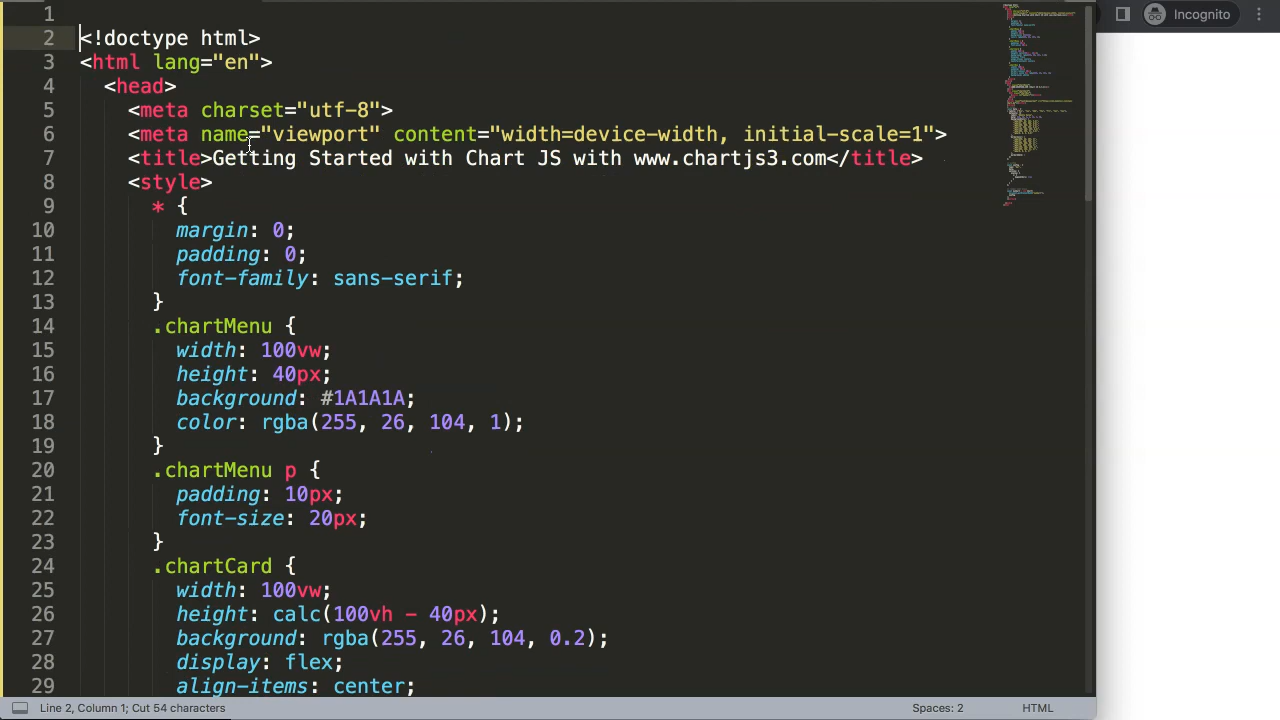 1
Incognito
2 <!doctype html>
3 <html lang="en">
4 <head>
5 <meta charset="utf-8">
6 <meta name="viewport" content="width=device-width, initial-scale=1">
7 <title>Getting Started with Chart JS with www.chartjs3.com</title>
8 <style>
9 * {
10 margin: 0;
11 padding: 0;
12 font-family: sans-serif;
13 }
14 .chartMenu {
15 width: 100vw;
16 height: 40px;
17 background: #1A1A1A;
18 color: rgba(255, 26, 104, 1);
19 }
20 .chartMenu p {
21 padding: 10px;
22 font-size: 20px;
23 }
24 .chartCard {
25 width: 100vw;
26 height: calc(100vh - 40px);
27 background: rgba(255, 26, 104, 0.2);
28 display: flex;
29 align-items: center;
Line 2, Column 1; Cut 54 characters
Spaces: 2
HTML